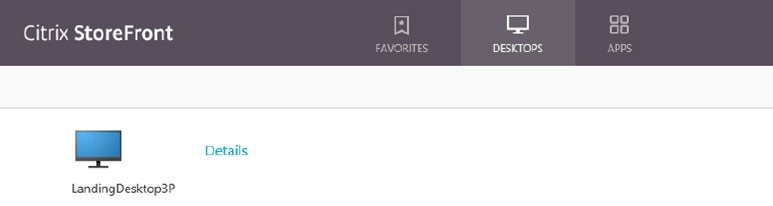 Citrix StoreFront
FAVORITES
DESKTOPS
APPS
Details
LandingDesktop3P